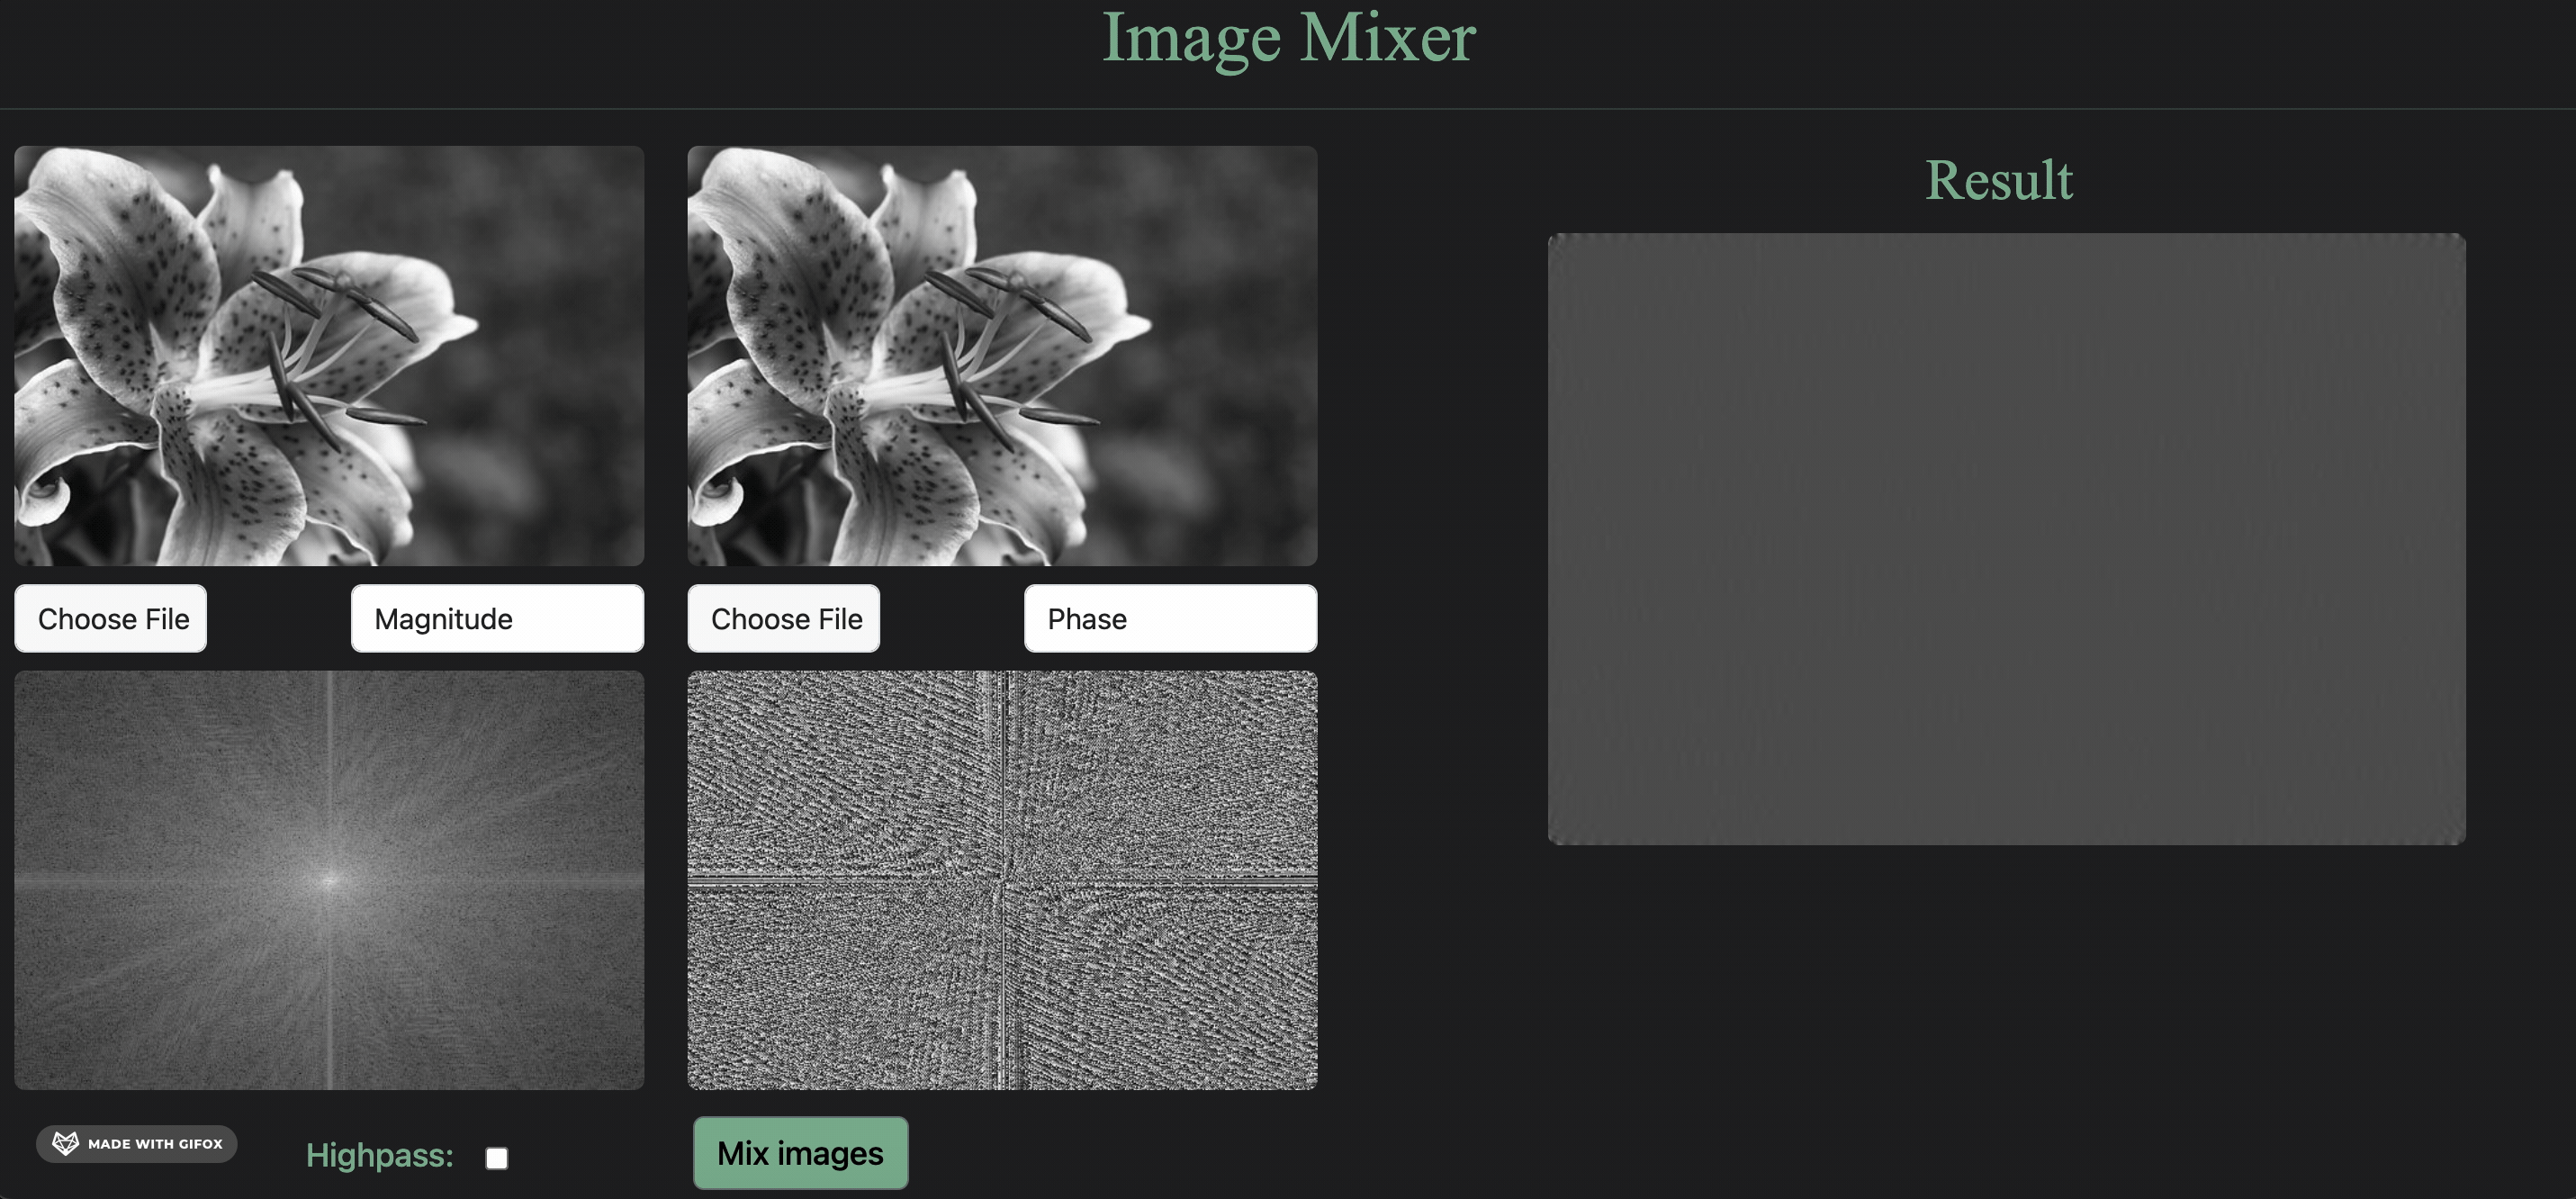 Image Mixer
Result
Choose File
Magnitude
Choose File
Phase
MADE WITH GIFOX
Highpass:
Mix images